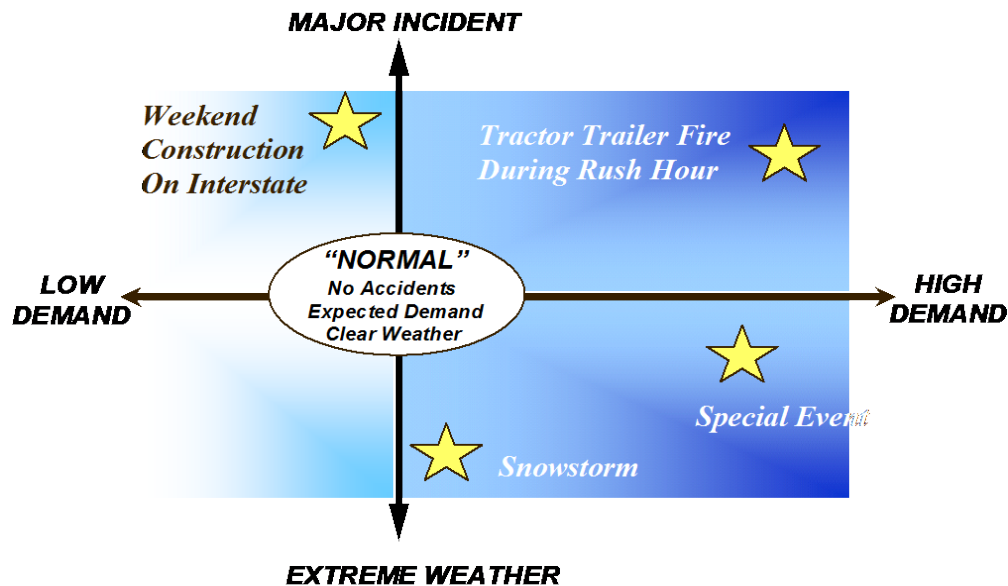 MAJOR INCIDENT
Weekend
Construction
On Interstate
Tractor Trailer Fire
During Rush Hour
“NORMAL”
No Accidents
Expected Demand
Clear Weather
LOW
DEMAND
HIGH
DEMAND
Special Event
Snowstorm
EXTREME WEATHER